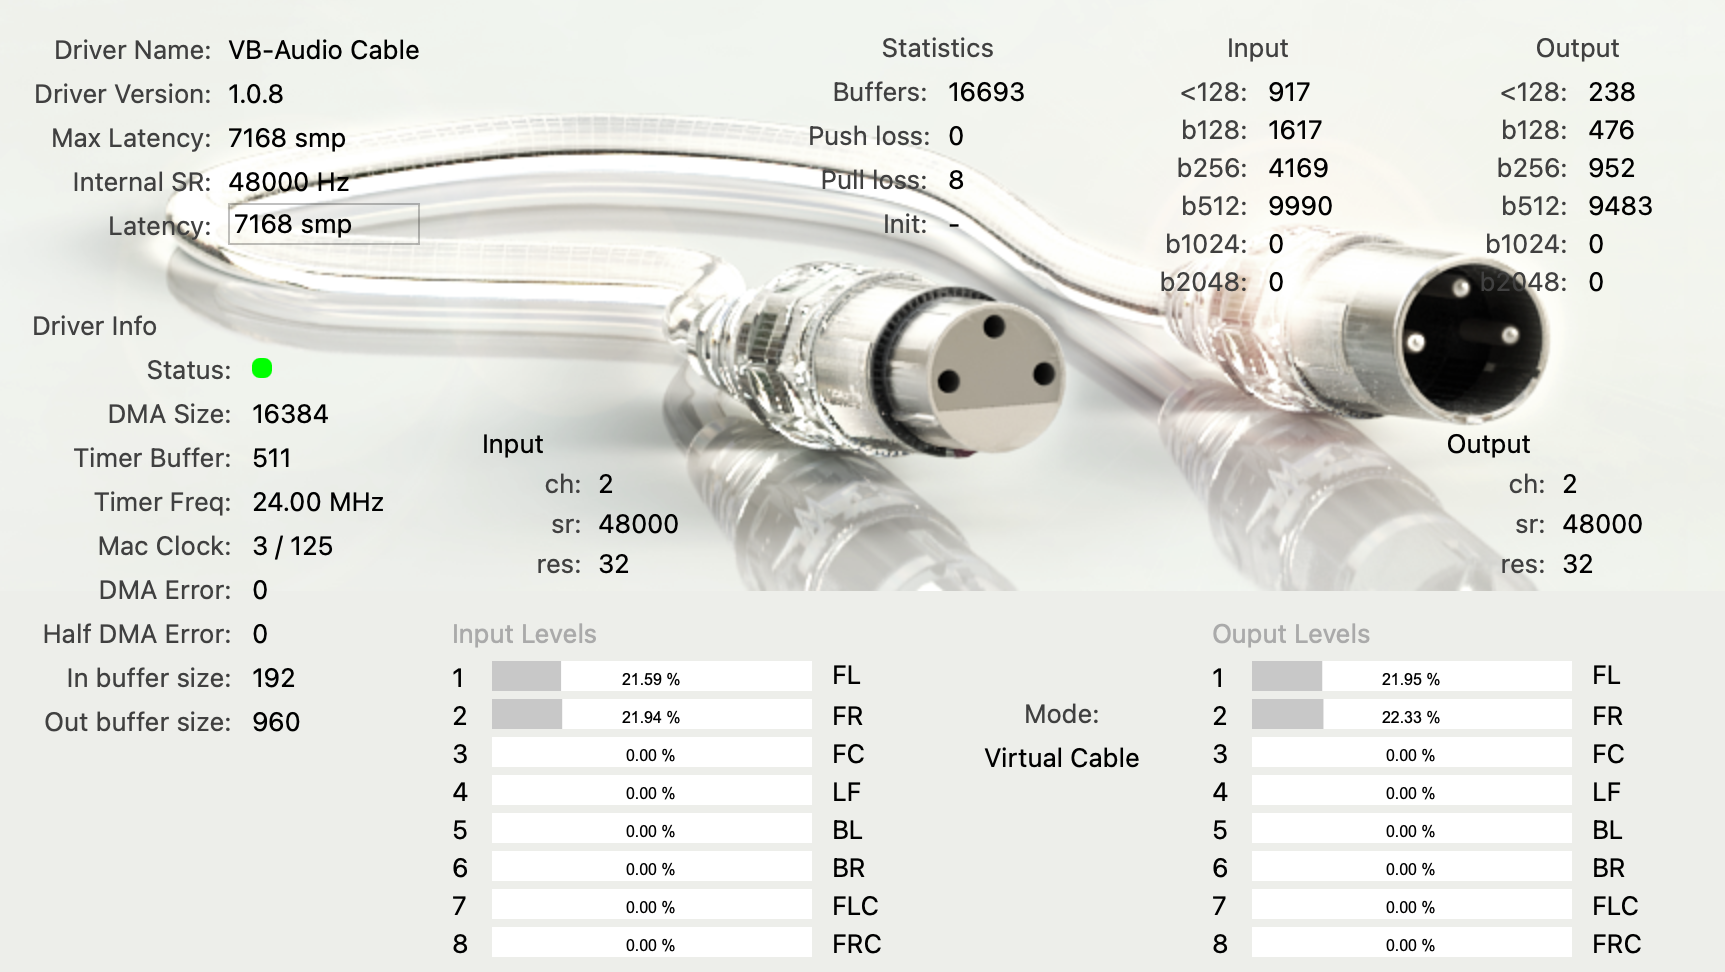 Driver Name: VB-Audio Cable
Driver Version: 1.0.8
Max Latency: 7168 smp
Internal SR: 48000 Hz
Latency: 7168 smp
Statistics
Buffers: 16693
Push loss: 0
Pull loss: 8
Init: -
Input
<128: 917
b128: 1617
b256: 4169
b512: 9990
b1024: 0
b2048: 0
Output
<128: 238
b128: 476
b256: 952
b512: 9483
b1024: 0
b2048: 0
Driver Info
Status:
DMA Size: 16384
Timer Buffer: 511
Timer Freq: 24.00 MHz
Mac Clock: 3 / 125
DMA Error: 0
Half DMA Error: 0
In buffer size: 192
Out buffer size: 960
Input
ch: 2
sr: 48000
res: 32
Output
ch: 2
sr: 48000
res: 32
Input Levels
1 21.59 % FL
2 21.94 % FR
3 0.00 % FC
4 0.00 % LF
5 0.00 % BL
6 0.00 % BR
7 0.00 % FLC
8 0.00 % FRC
Mode:
Virtual Cable
Ouput Levels
1 21.95 % FL
2 22.33 % FR
3 0.00 % FC
4 0.00 % LF
5 0.00 % BL
6 0.00 % BR
7 0.00 % FLC
8 0.00 % FRC